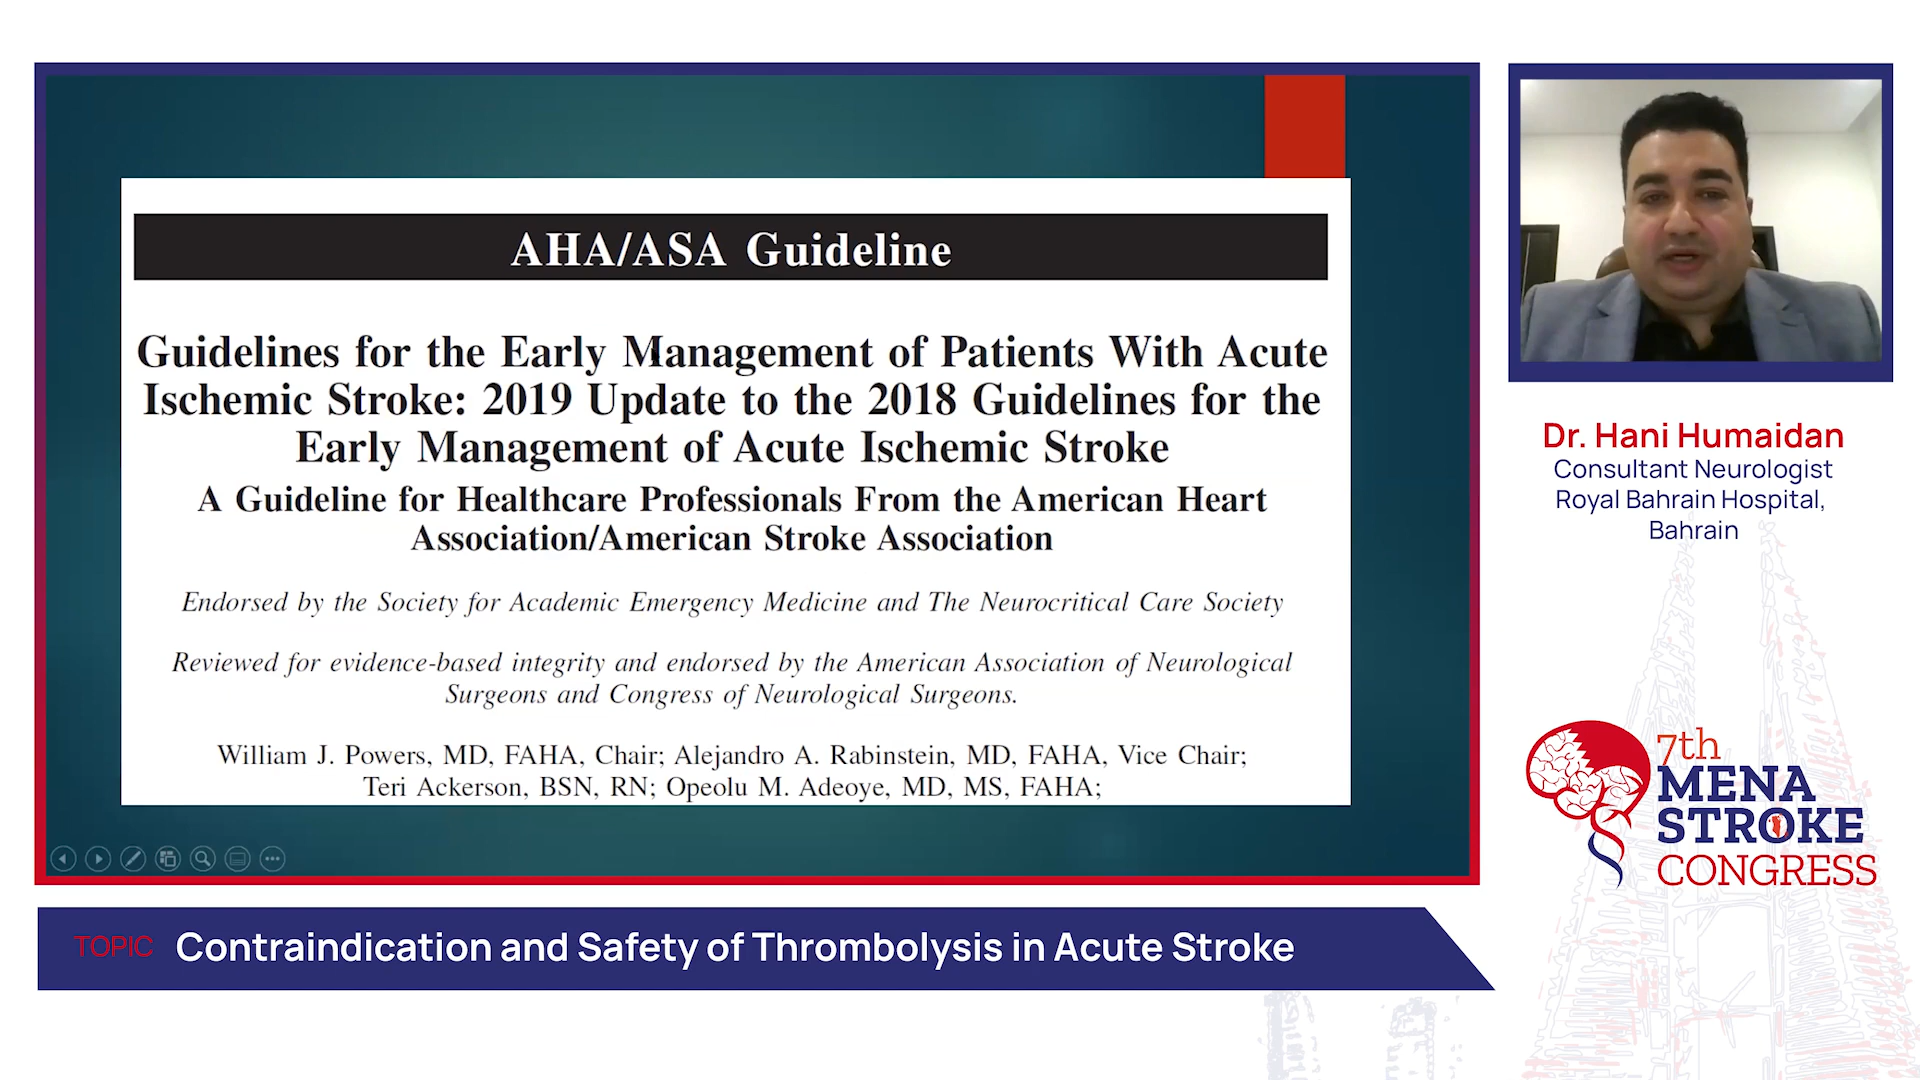 AHA/ASA Guideline
Guidelines for the Early Management of Patients With Acute
Ischemic Stroke: 2019 Update to the 2018 Guidelines for the
Early Management of Acute Ischemic Stroke
A Guideline for Healthcare Professionals From the American Heart
Association/American Stroke Association
Endorsed by the Society for Academic Emergency Medicine and The Neurocritical Care Society
Reviewed for evidence-based integrity and endorsed by the American Association of Neurological
Surgeons and Congress of Neurological Surgeons.
William J. Powers, MD, FAHA, Chair; Alejandro A. Rabinstein, MD, FAHA, Vice Chair;
Teri Ackerson, BSN, RN; Opeolu M. Adeoye, MD, MS, FAHA;
Dr. Hani Humaidan
Consultant Neurologist
Royal Bahrain Hospital,
Bahrain
7th
MENA
STROKE
CONGRESS
TOPIC Contraindication and Safety of Thrombolysis in Acute Stroke